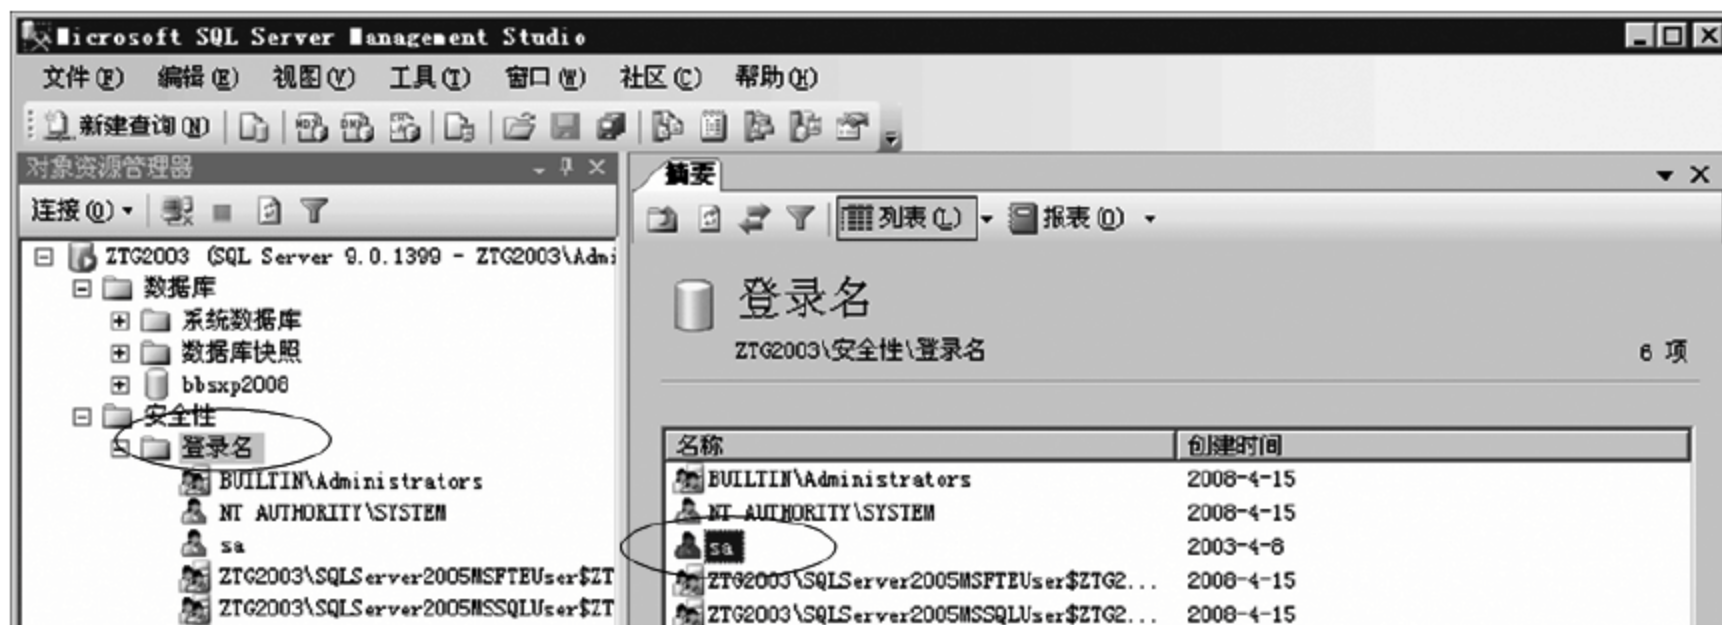 Microsoft SQL Server Management Studio
文件(F) 编辑(E) 视图(V) 工具(T) 窗口(W) 社区(C) 帮助(H)
新建查询(N)
对象资源管理器
连接(O)
ZTG2003 (SQL Server 9.0.1399 - ZTG2003\Admi
数据库
系统数据库
数据库快照
bbsxp2008
安全性
登录名
BUILTIN\Administrators
NT AUTHORITY\SYSTEM
sa
ZTG2003\SQLServer2005MSFTEUser$ZT
ZTG2003\SQLServer2005MSSQLUser$ZT
摘要
列表(L) 报表(O)
登录名
ZTG2003\安全性\登录名 6 项
名称 创建时间
BUILTIN\Administrators 2008-4-15
NT AUTHORITY\SYSTEM 2008-4-15
sa 2003-4-8
ZTG2003\SQLServer2005MSFTEUser$ZTG2... 2008-4-15
ZTG2003\SQLServer2005MSSQLUser$ZTG2... 2008-4-15